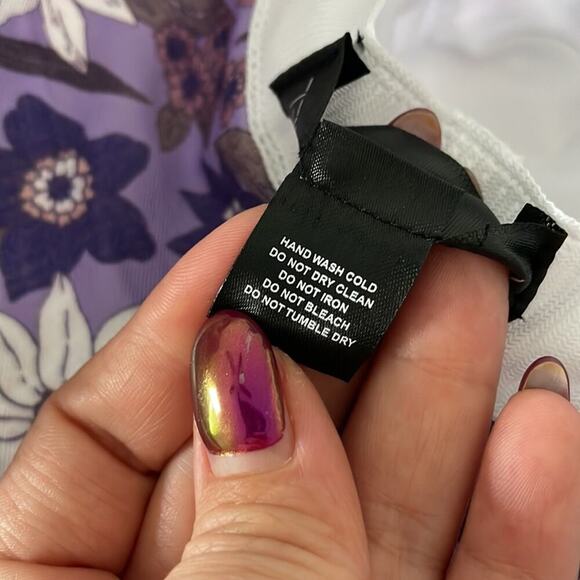 HAND WASH COLD
DO NOT DRY CLEAN
DO NOT IRON
DO NOT BLEACH
DO NOT TUMBLE DRY